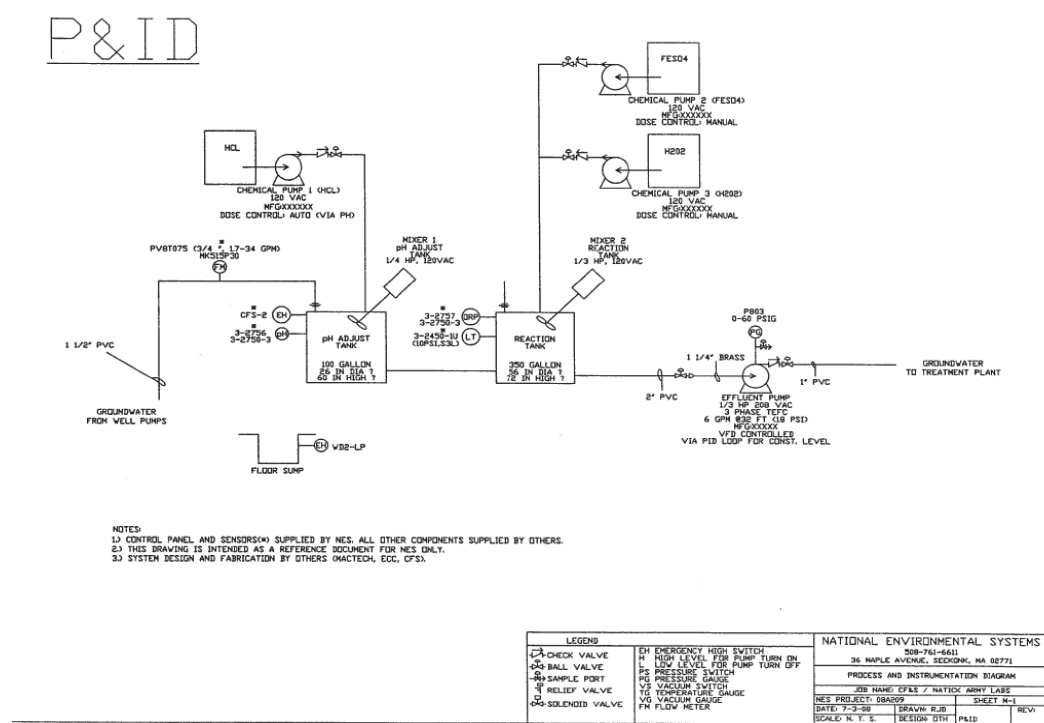 P&ID
FESO4
CHEMICAL PUMP 2 (FESO4)
120 VAC
MFG:XXXXXX
DOSE CONTROL: MANUAL
HCL
H2O2
CHEMICAL PUMP 1 (HCL)
120 VAC
MFG:XXXXXX
DOSE CONTROL: AUTO (VIA PH)
CHEMICAL PUMP 3 (H2O2)
120 VAC
MFG:XXXXXX
DOSE CONTROL: MANUAL
*
PV8T075 (3/4 ", 1.7-34 GPM)
MK515P30
FM
MIXER 1
pH ADJUST
TANK
1/4 HP, 120VAC
MIXER 2
REACTION
TANK
1/3 HP, 120VAC
*
CFS-2 EH
*
3-2756
3-2750-3
pH
pH ADJUST
TANK
100 GALLON
26 IN DIA ?
60 IN HIGH ?
*
3-2757
3-2750-3
ORP
*
3-2450-1U
(10PSI,S3L)
LT
REACTION
TANK
350 GALLON
56 IN DIA ?
72 IN HIGH ?
P803
0-60 PSIG
PG
1 1/2" PVC
GROUNDWATER
FROM WELL PUMPS
2" PVC
1 1/4" BRASS
1" PVC
GROUNDWATER
TO TREATMENT PLANT
EFFLUENT PUMP
1/3 HP 208 VAC
3 PHASE TEFC
6 GPM @32 FT (18 PSI)
MFG:XXXXX
VFD CONTROLLED
VIA PID LOOP FOR CONST. LEVEL
EH WD2-LP
FLOOR SUMP
NOTES:
1.) CONTROL PANEL AND SENSORS(*) SUPPLIED BY NES. ALL OTHER COMPONENTS SUPPLIED BY OTHERS.
2.) THIS DRAWING IS INTENDED AS A REFERENCE DOCUMENT FOR NES ONLY.
3.) SYSTEM DESIGN AND FABRICATION BY OTHERS (MACTECH, ECC, CFS).
LEGEND
CHECK VALVE
BALL VALVE
SAMPLE PORT
RELIEF VALVE
SOLENOID VALVE
EH EMERGENCY HIGH SWITCH
H HIGH LEVEL FOR PUMP TURN ON
L LOW LEVEL FOR PUMP TURN OFF
PS PRESSURE SWITCH
PG PRESSURE GAUGE
VS VACUUM SWITCH
TG TEMPERATURE GAUGE
VG VACUUM GAUGE
FM FLOW METER
NATIONAL ENVIRONMENTAL SYSTEMS
508-761-6611
36 MAPLE AVENUE, SEEKONK, MA 02771
PROCESS AND INSTRUMENTATION DIAGRAM
JOB NAME: CF&S / NATICK ARMY LABS
NES PROJECT: 08A209 SHEET M-1
DATE: 7-3-08 DRAWN: RJB REV:
SCALE: N. T. S. DESIGN: DTH P&ID